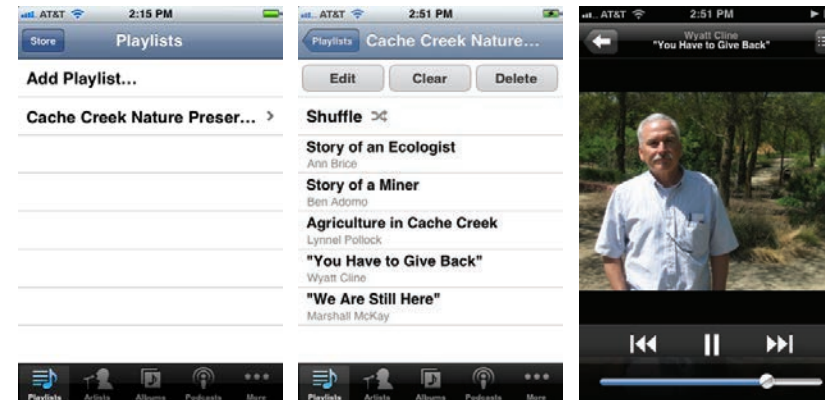 AT&T 2:15 PM
Store Playlists
Add Playlist...
Cache Creek Nature Preser...
Playlists Artists Albums Podcasts More
AT&T 2:51 PM
Playlists Cache Creek Nature...
Edit Clear Delete
Shuffle
Story of an Ecologist
Ann Brice
Story of a Miner
Ben Adomo
Agriculture in Cache Creek
Lynnel Pollock
"You Have to Give Back"
Wyatt Cline
"We Are Still Here"
Marshall McKay
Playlists Artists Albums Podcasts More
AT&T 2:51 PM
Wyatt Cline
"You Have to Give Back"